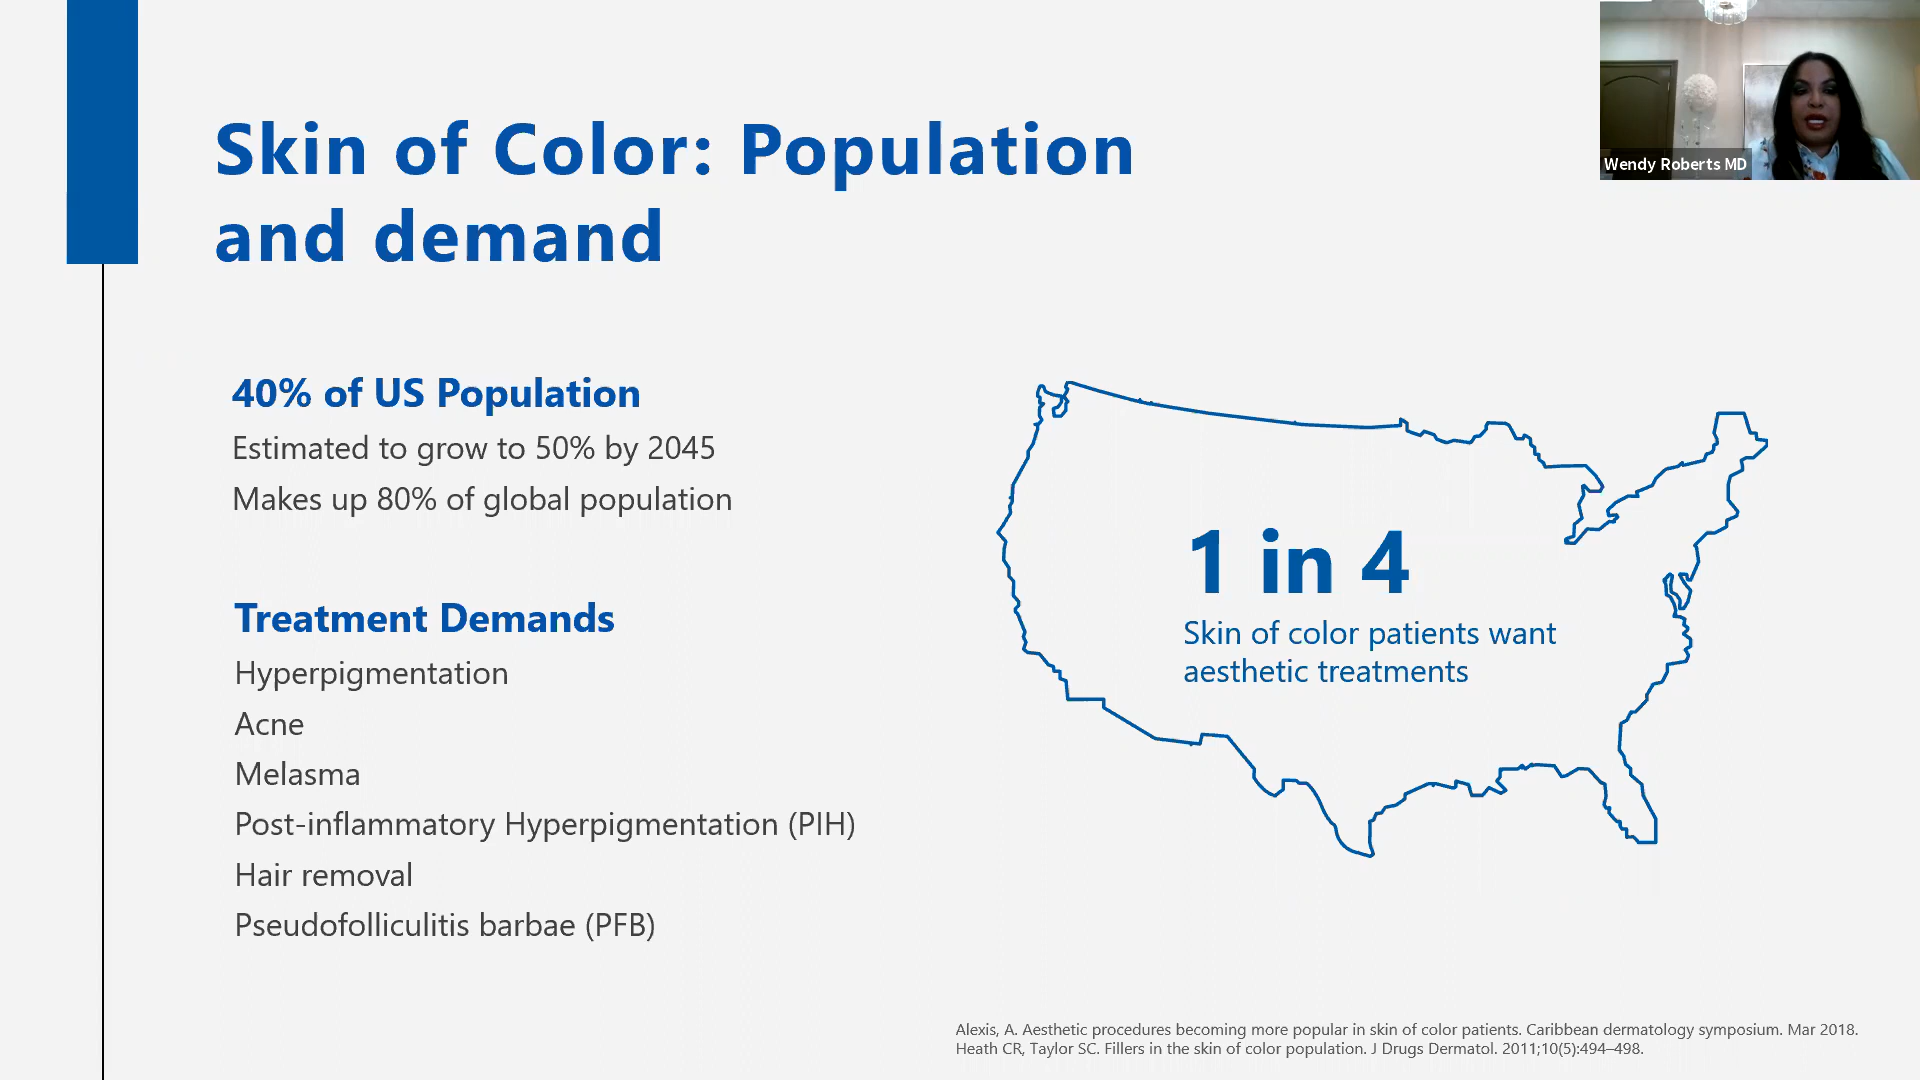 Skin of Color: Population
and demand
Wendy Roberts MD
40% of US Population
Estimated to grow to 50% by 2045
Makes up 80% of global population
Treatment Demands
Hyperpigmentation
Acne
Melasma
Post-inflammatory Hyperpigmentation (PIH)
Hair removal
Pseudofolliculitis barbae (PFB)
1 in 4
Skin of color patients want
aesthetic treatments
Alexis, A. Aesthetic procedures becoming more popular in skin of color patients. Caribbean dermatology symposium. Mar 2018.
Heath CR, Taylor SC. Fillers in the skin of color population. J Drugs Dermatol. 2011;10(5):494–498.